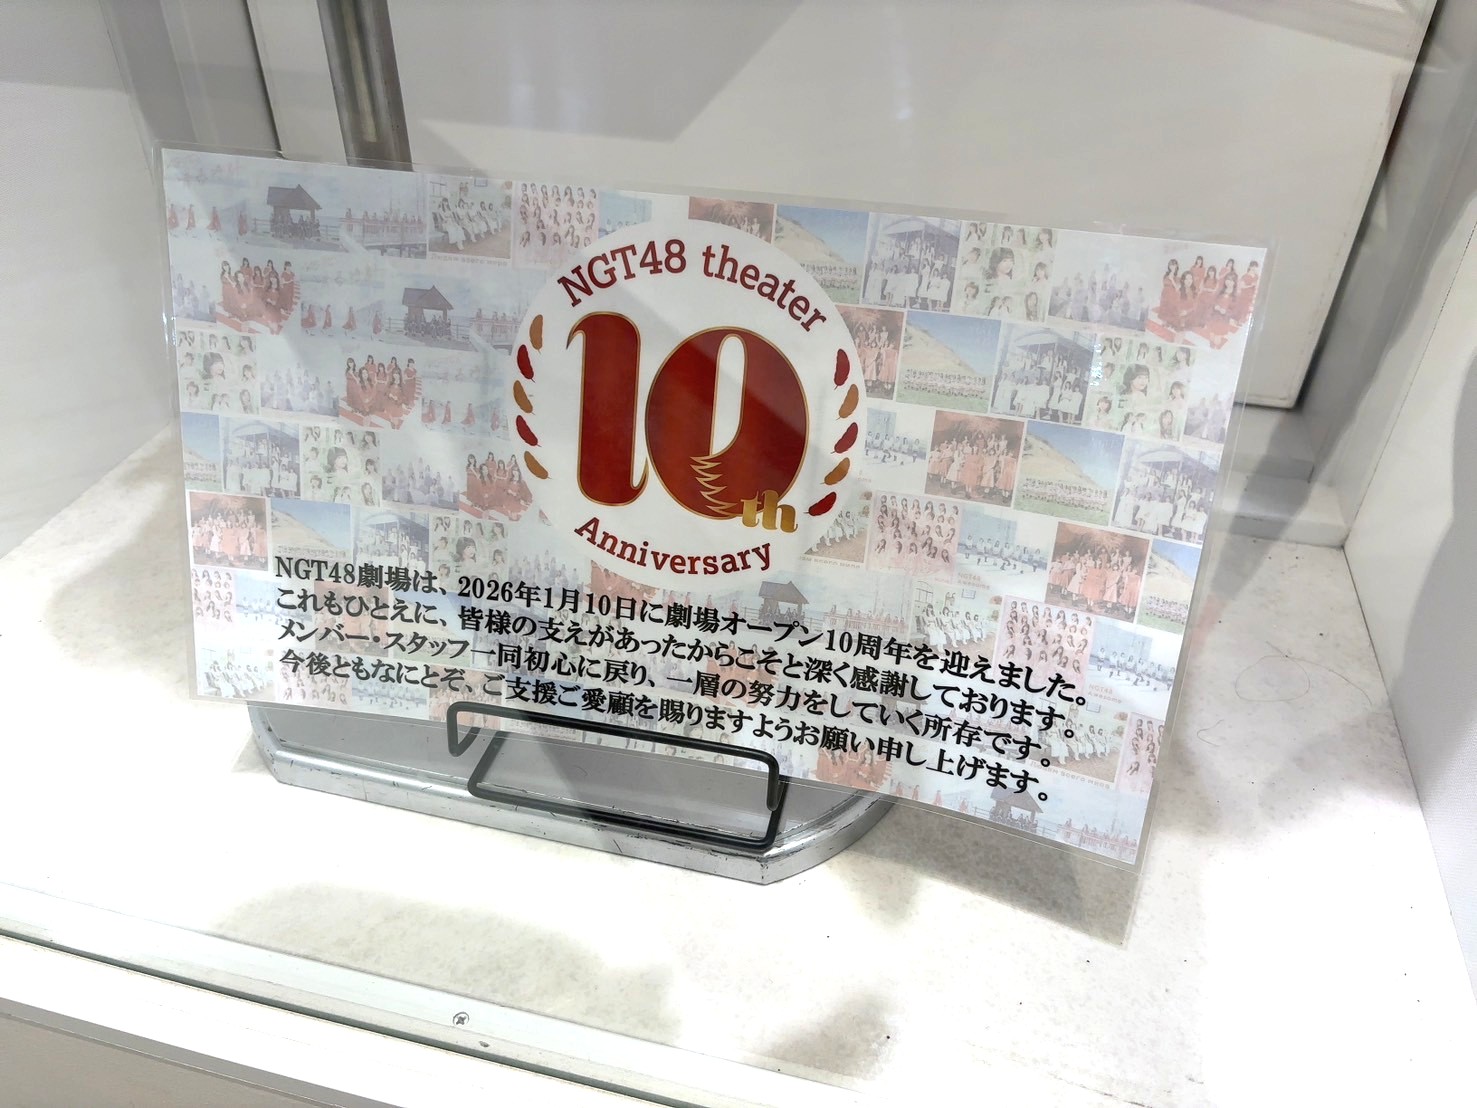 NGT48 theater
10th
Anniversary
NGT48劇場は、2026年1月10日に劇場オープン10周年を迎えました。
これもひとえに、皆様の支えがあったからこそと深く感謝しております。
メンバー・スタッフ一同初心に戻り、一層の努力をしていく所存です。
今後ともなにとぞ、ご支援ご愛顧を賜りますようお願い申し上げます。